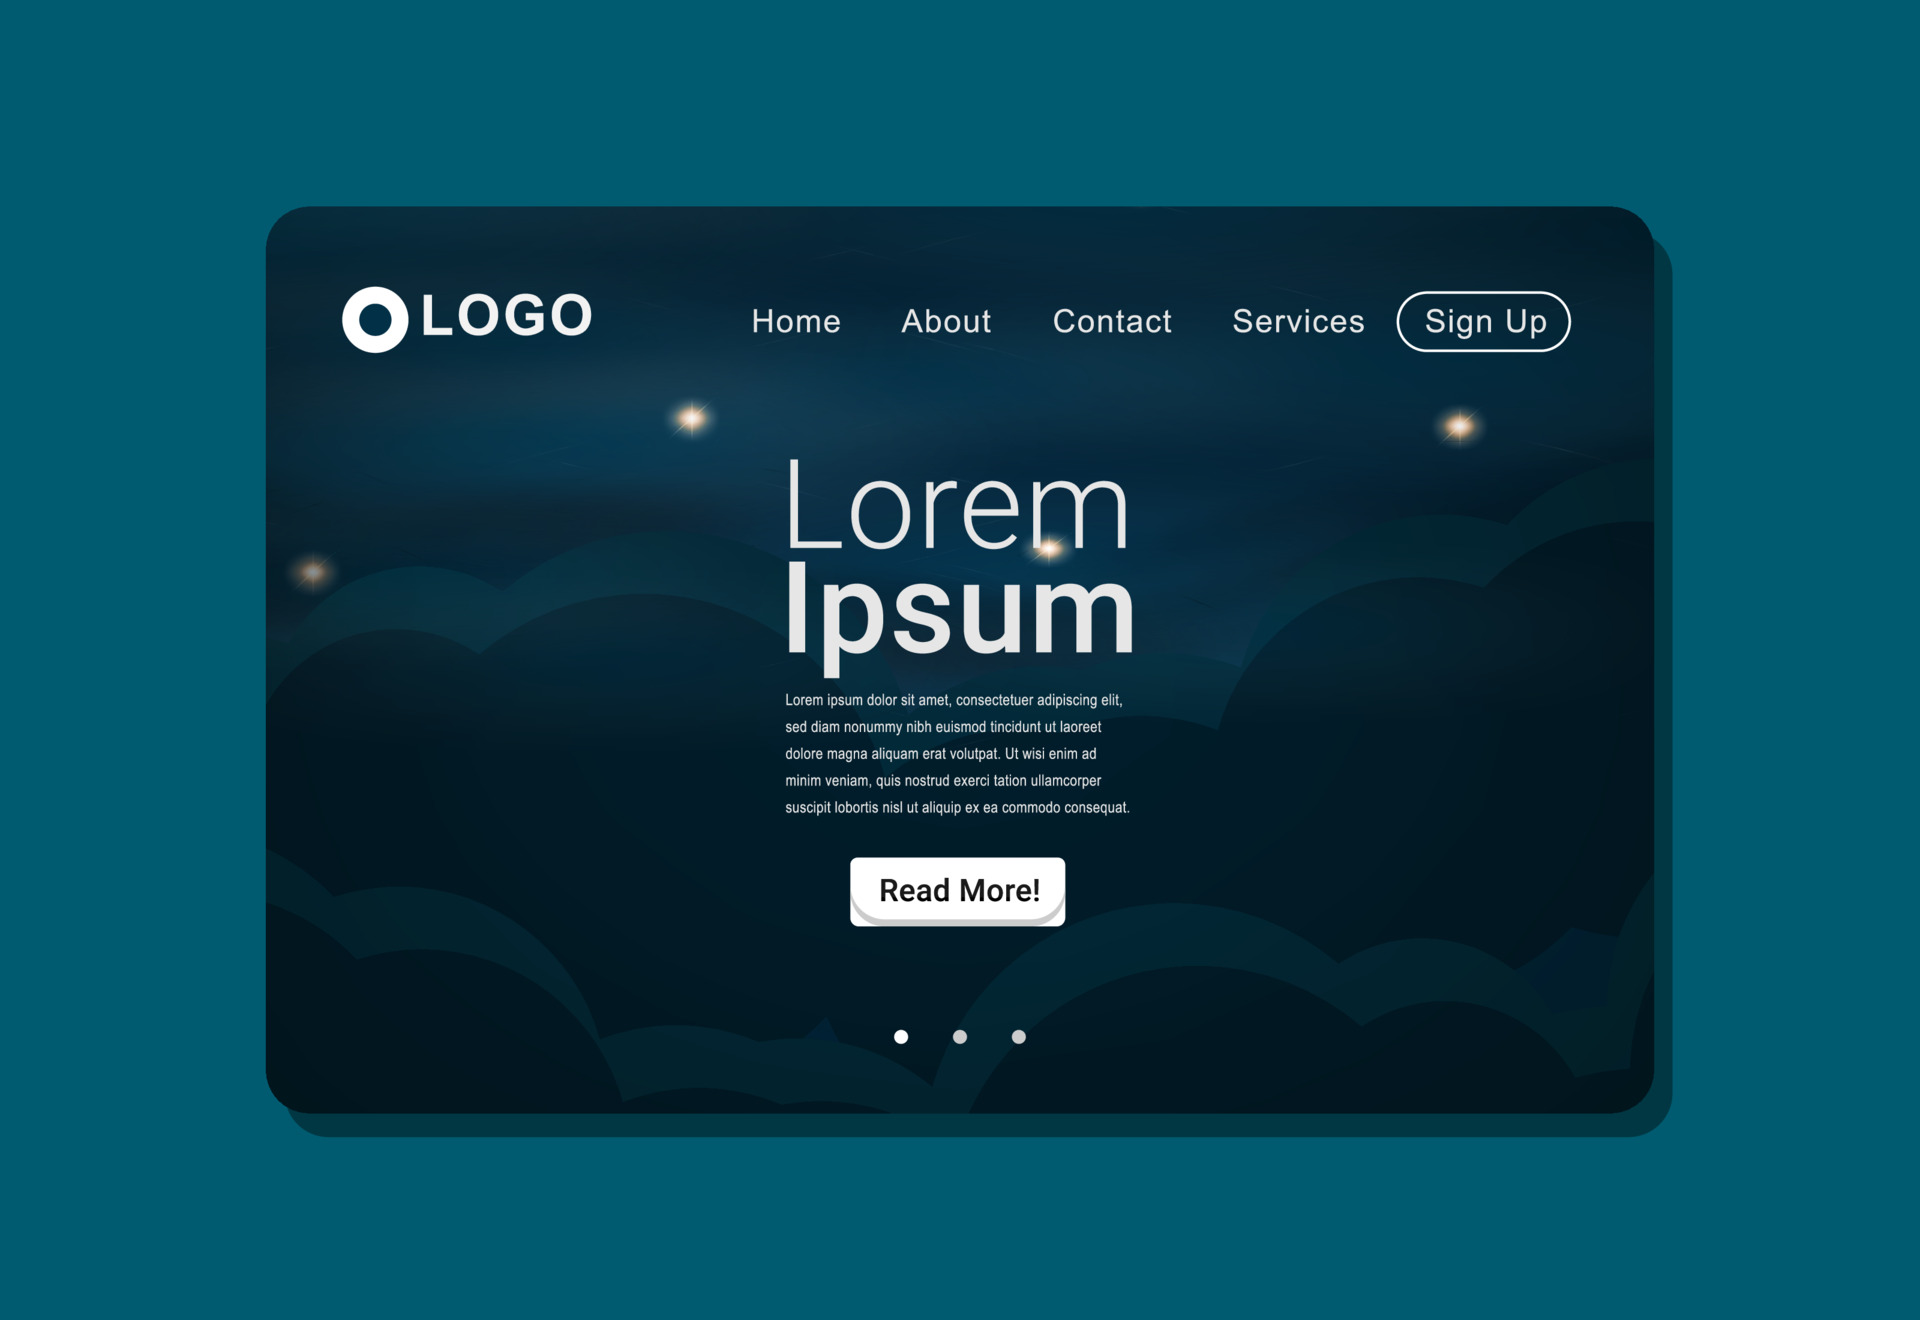 LOGO
Home About Contact Services Sign Up
Lorem
Ipsum
Lorem ipsum dolor sit amet, consectetuer adipiscing elit,
sed diam nonummy nibh euismod tincidunt ut laoreet
dolore magna aliquam erat volutpat. Ut wisi enim ad
minim veniam, quis nostrud exerci tation ullamcorper
suscipit lobortis nisl ut aliquip ex ea commodo consequat.
Read More!